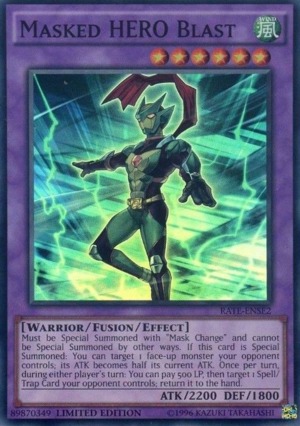 MASKED HERO BLAST
WIND
風
RATE-ENSE2
[WARRIOR/FUSION/EFFECT]
Must be Special Summoned with "Mask Change" and cannot
be Special Summoned by other ways. If this card is Special
Summoned: You can target 1 face-up monster your opponent
controls; its ATK becomes half its current ATK. Once per turn,
during either player's turn: You can pay 500 LP, then target 1 Spell/
Trap Card your opponent controls; return it to the hand.
ATK/2200 DEF/1800
89870349 LIMITED EDITION ©1996 KAZUKI TAKAHASHI